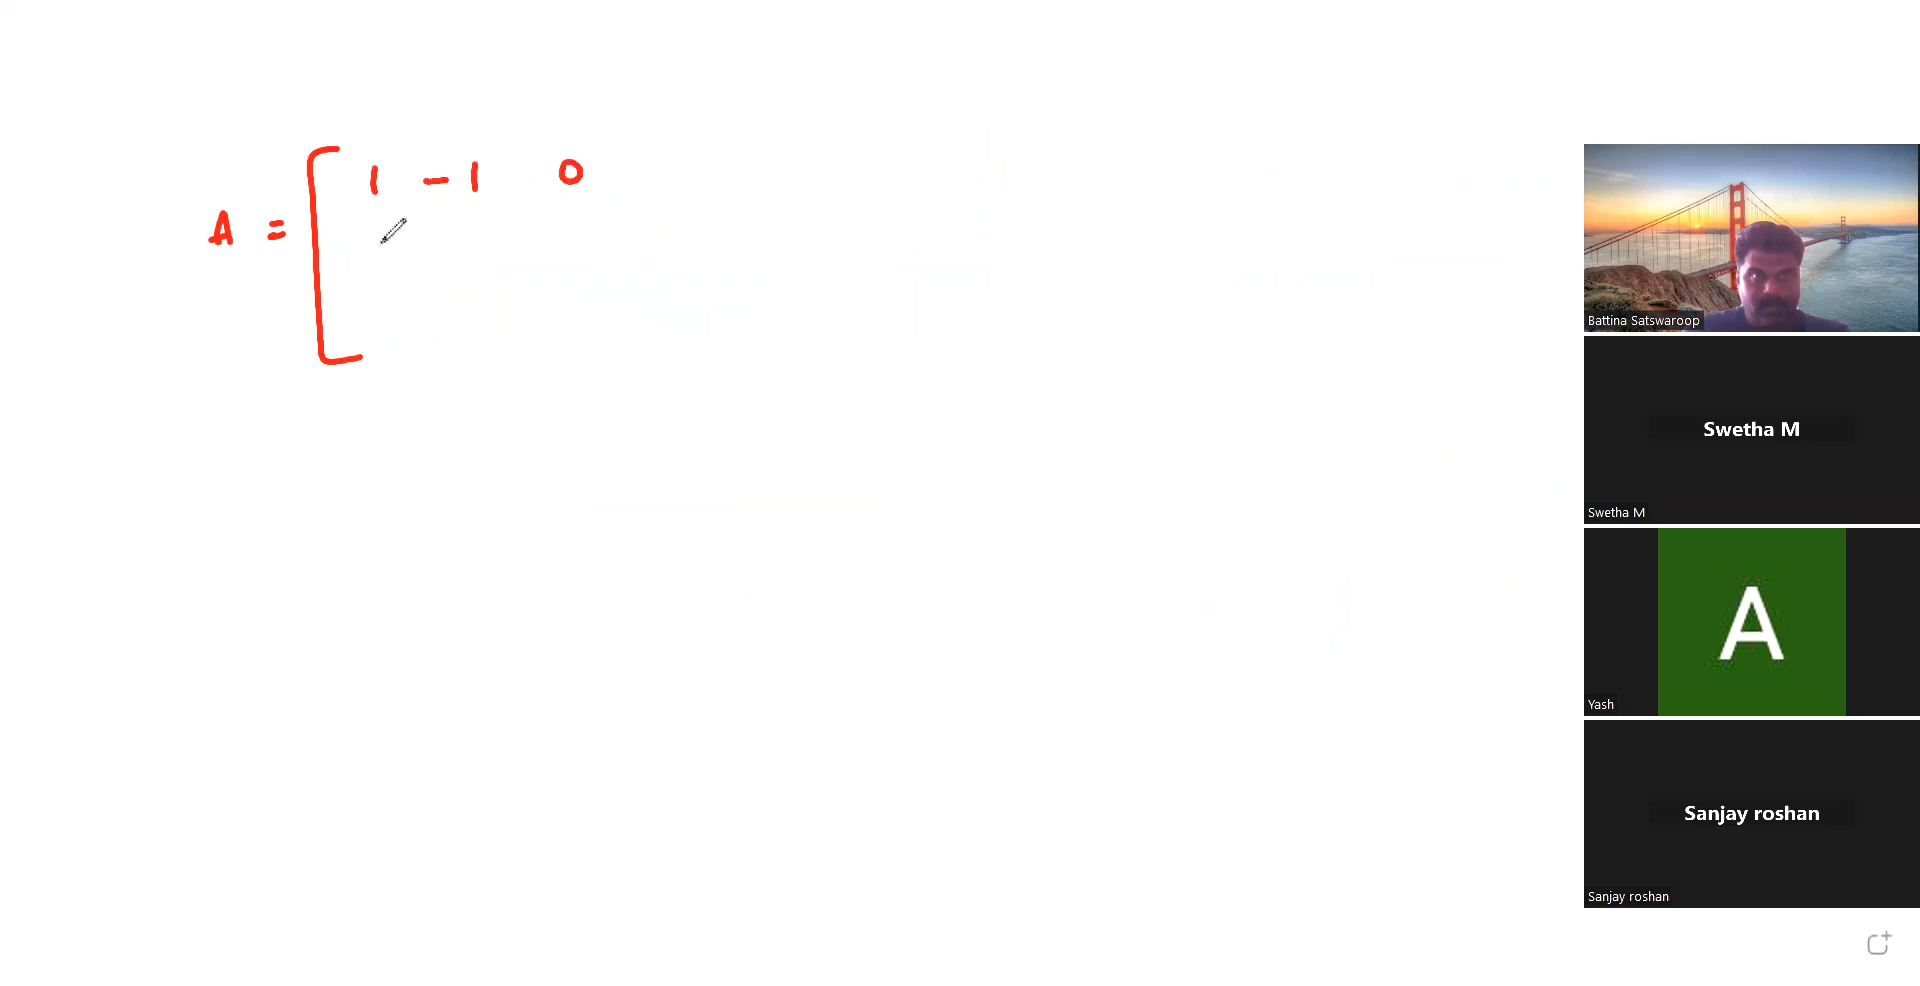 A = [ 1 -1 0
Battina Satswaroop
Swetha M
Swetha M
A
Yash
Sanjay roshan
Sanjay roshan